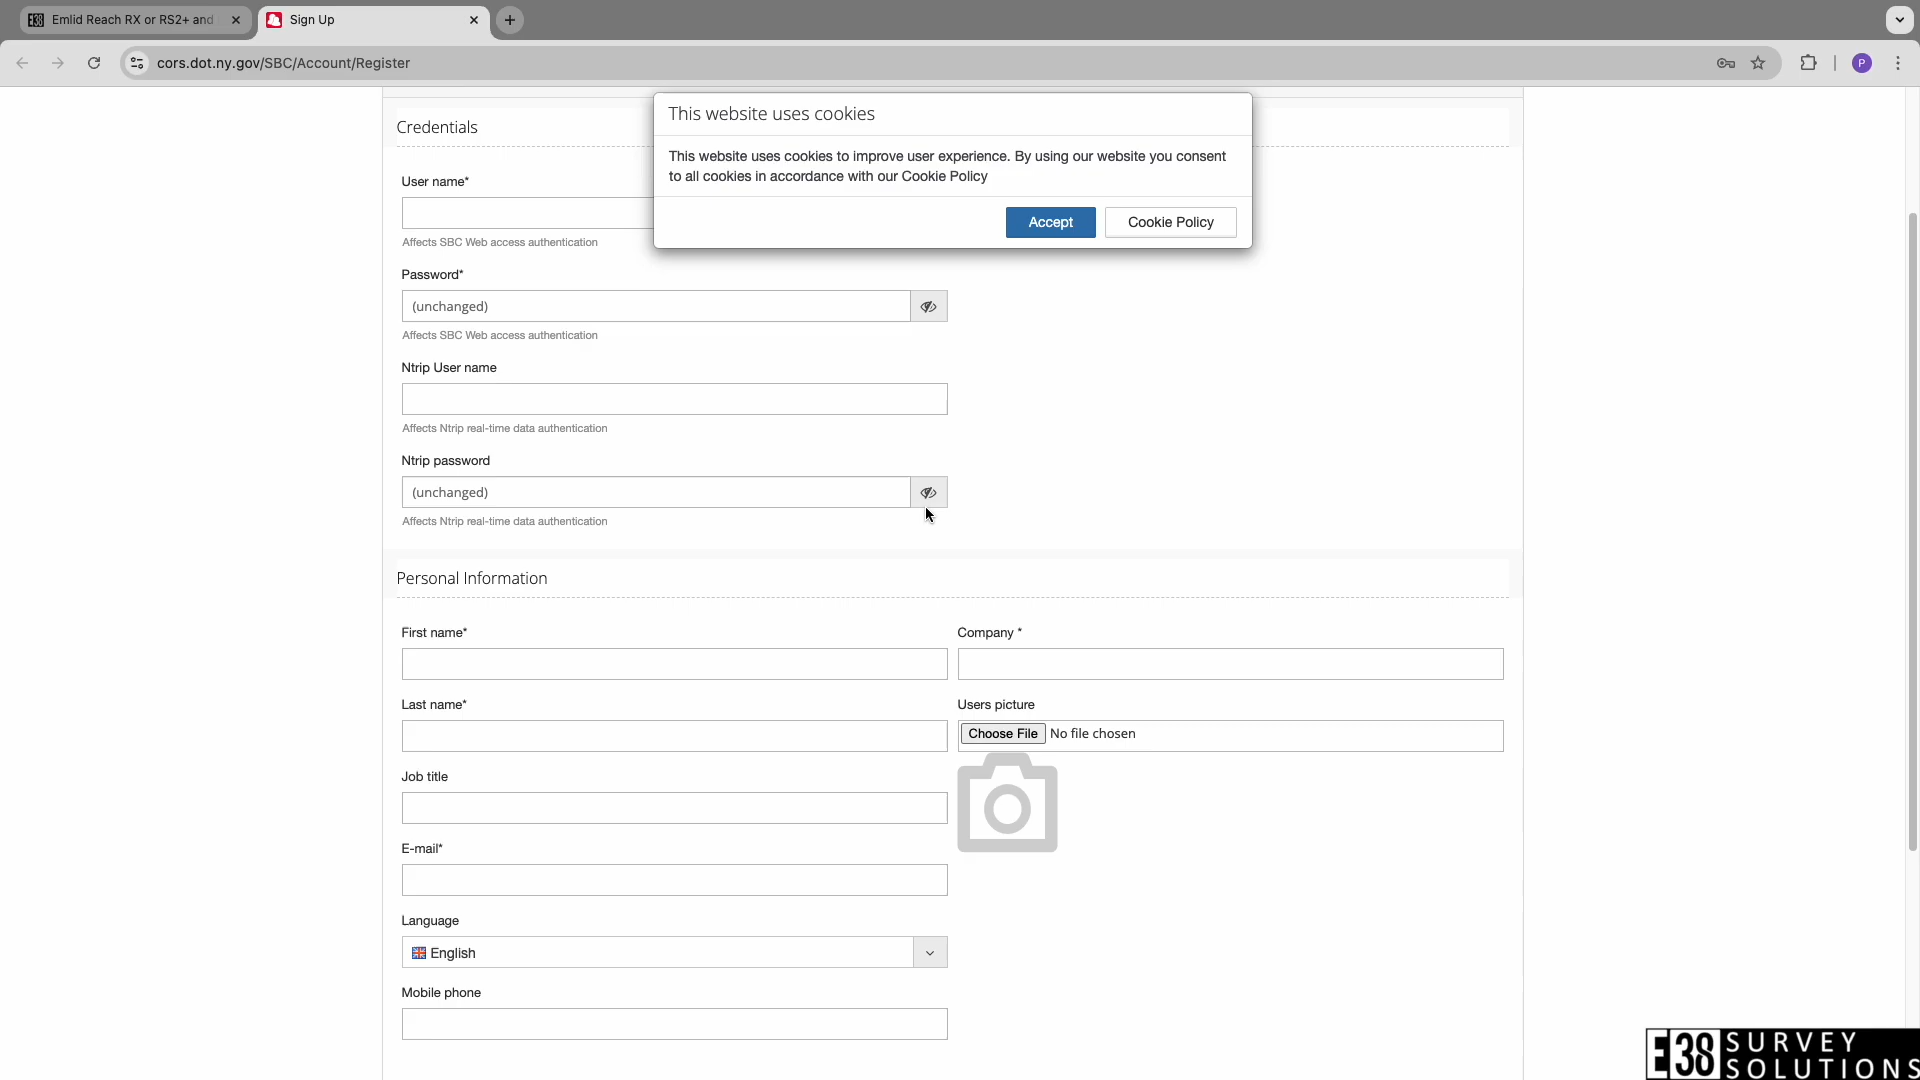 Emlid Reach RX or RS2+ and
Sign Up
cors.dot.ny.gov/SBC/Account/Register
P
This website uses cookies
This website uses cookies to improve user experience. By using our website you consent
to all cookies in accordance with our Cookie Policy
Accept
Cookie Policy
Credentials
User name*
Affects SBC Web access authentication
Password*
(unchanged)
Affects SBC Web access authentication
Ntrip User name
Affects Ntrip real-time data authentication
Ntrip password
(unchanged)
Affects Ntrip real-time data authentication
Personal Information
First name*
Company *
Last name*
Users picture
Choose File No file chosen
Job title
E-mail*
Language
English
Mobile phone
E38 SURVEY
SOLUTIONS